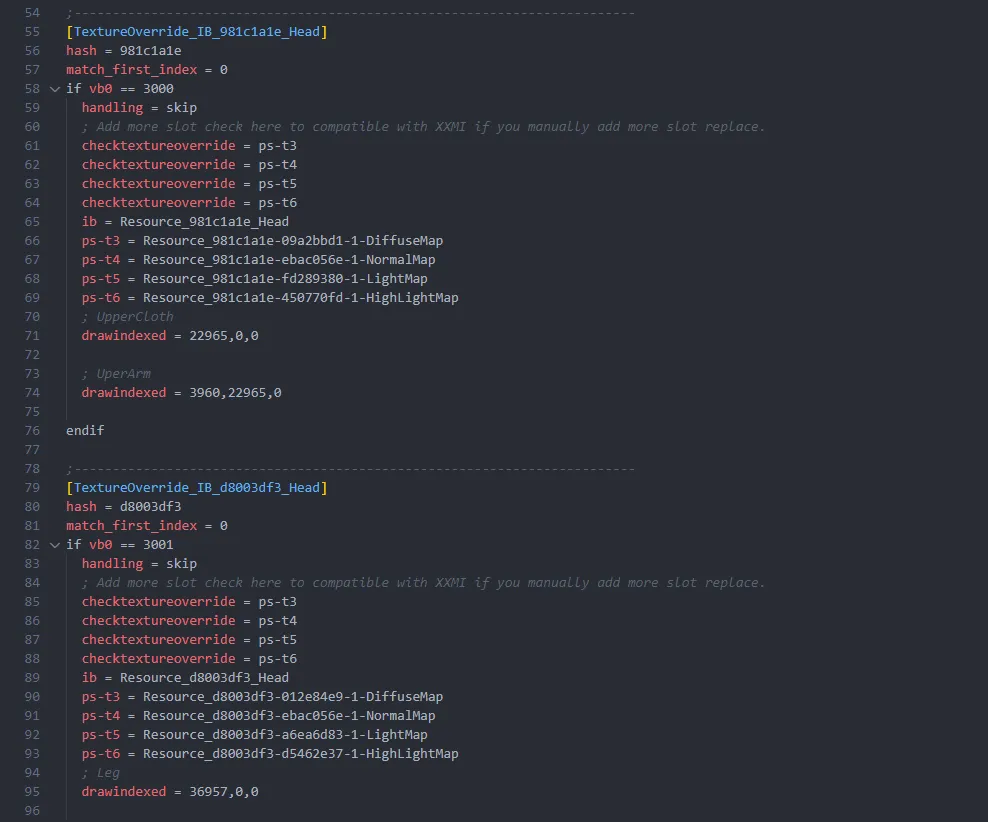 54 ;-------------------------------------------------------------------------
55 [TextureOverride_IB_981c1a1e_Head]
56 hash = 981c1a1e
57 match_first_index = 0
58 if vb0 == 3000
59 handling = skip
60 ; Add more slot check here to compatible with XXMI if you manually add more slot replace.
61 checktextureoverride = ps-t3
62 checktextureoverride = ps-t4
63 checktextureoverride = ps-t5
64 checktextureoverride = ps-t6
65 ib = Resource_981c1a1e_Head
66 ps-t3 = Resource_981c1a1e-09a2bbd1-1-DiffuseMap
67 ps-t4 = Resource_981c1a1e-ebac056e-1-NormalMap
68 ps-t5 = Resource_981c1a1e-fd289380-1-LightMap
69 ps-t6 = Resource_981c1a1e-450770fd-1-HighLightMap
70 ; UpperCloth
71 drawindexed = 22965,0,0
72
73 ; UperArm
74 drawindexed = 3960,22965,0
75
76 endif
77
78 ;-------------------------------------------------------------------------
79 [TextureOverride_IB_d8003df3_Head]
80 hash = d8003df3
81 match_first_index = 0
82 if vb0 == 3001
83 handling = skip
84 ; Add more slot check here to compatible with XXMI if you manually add more slot replace.
85 checktextureoverride = ps-t3
86 checktextureoverride = ps-t4
87 checktextureoverride = ps-t5
88 checktextureoverride = ps-t6
89 ib = Resource_d8003df3_Head
90 ps-t3 = Resource_d8003df3-012e84e9-1-DiffuseMap
91 ps-t4 = Resource_d8003df3-ebac056e-1-NormalMap
92 ps-t5 = Resource_d8003df3-a6ea6d83-1-LightMap
93 ps-t6 = Resource_d8003df3-d5462e37-1-HighLightMap
94 ; Leg
95 drawindexed = 36957,0,0
96